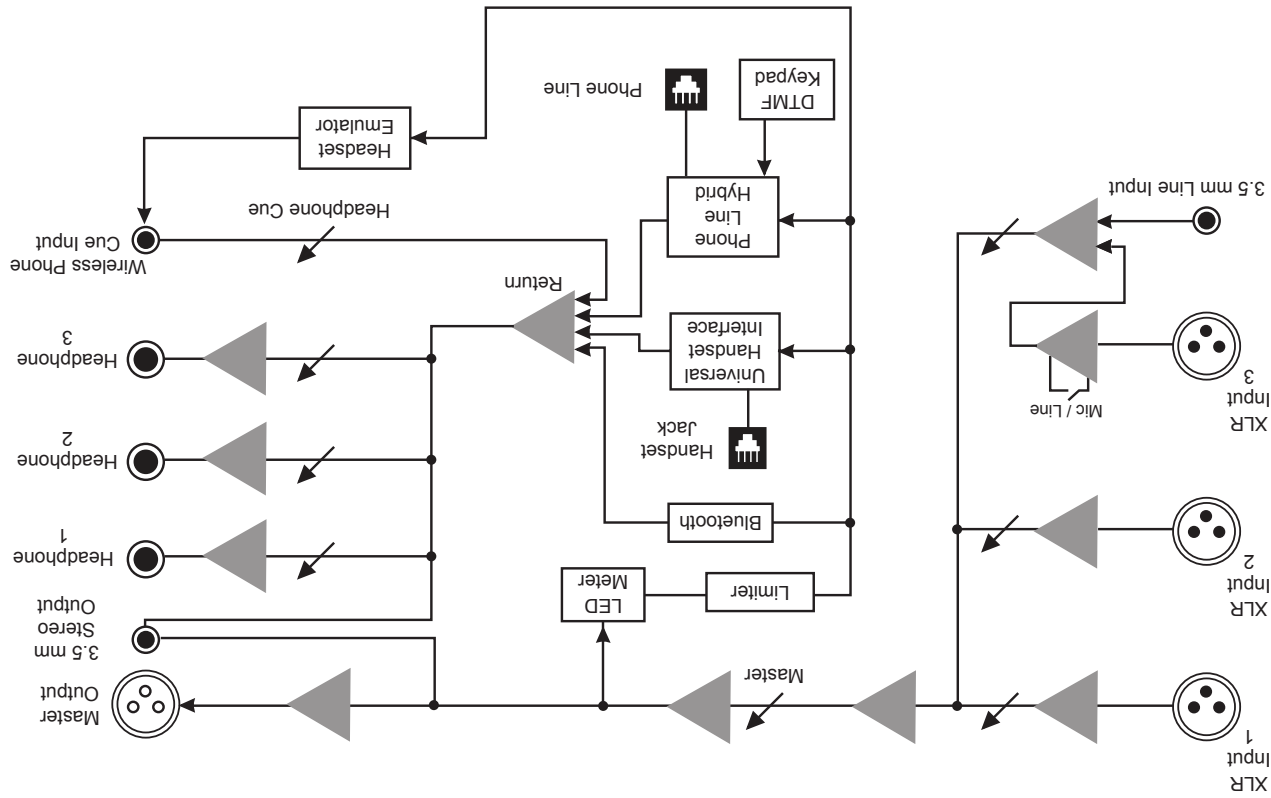 XLR
Input
1
XLR
Input
2
XLR
Input
3
Mic / Line
3.5 mm Line Input
Master
Limiter
LED
Meter
Bluetooth
Handset
Jack
Universal
Handset
Interface
Phone
Line
Hybrid
DTMF
Keypad
Phone Line
Return
Headphone Cue
Headset
Emulator
Master
Output
3.5 mm
Stereo
Output
Headphone
1
Headphone
2
Headphone
3
Wireless Phone
Cue Input